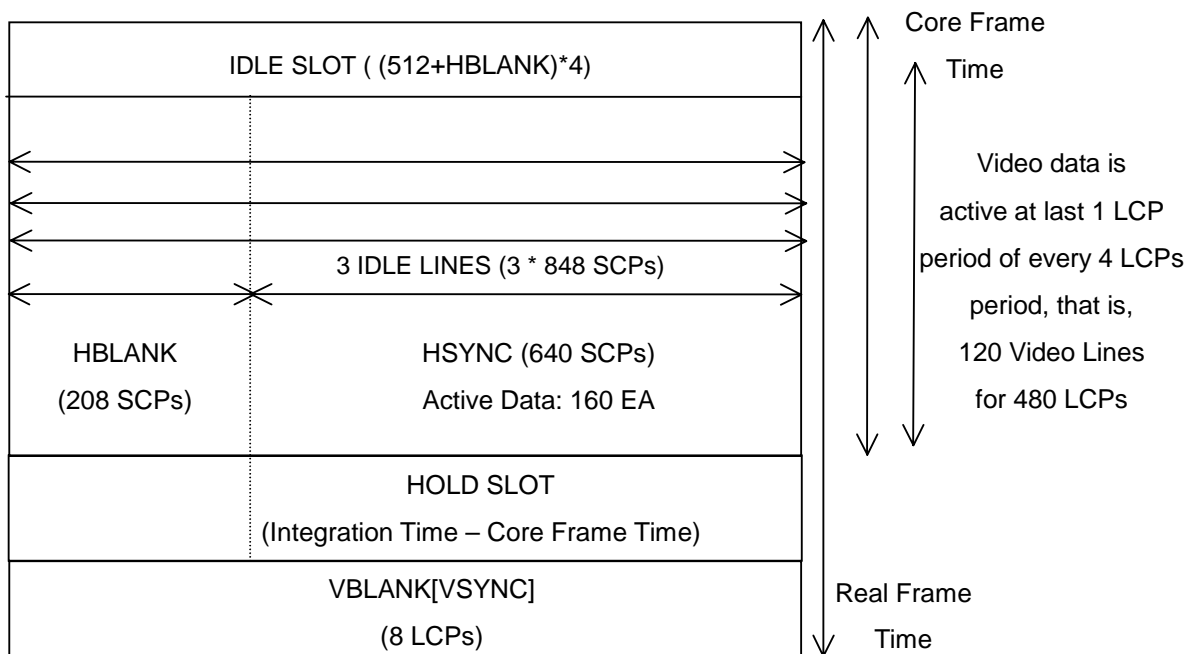 Core Frame
Time
IDLE SLOT ( (512+HBLANK)*4)
Video data is
active at last 1 LCP
period of every 4 LCPs
period, that is,
120 Video Lines
for 480 LCPs
3 IDLE LINES (3 * 848 SCPs)
HBLANK
(208 SCPs)
HSYNC (640 SCPs)
Active Data: 160 EA
HOLD SLOT
(Integration Time – Core Frame Time)
VBLANK[VSYNC]
(8 LCPs)
Real Frame
Time